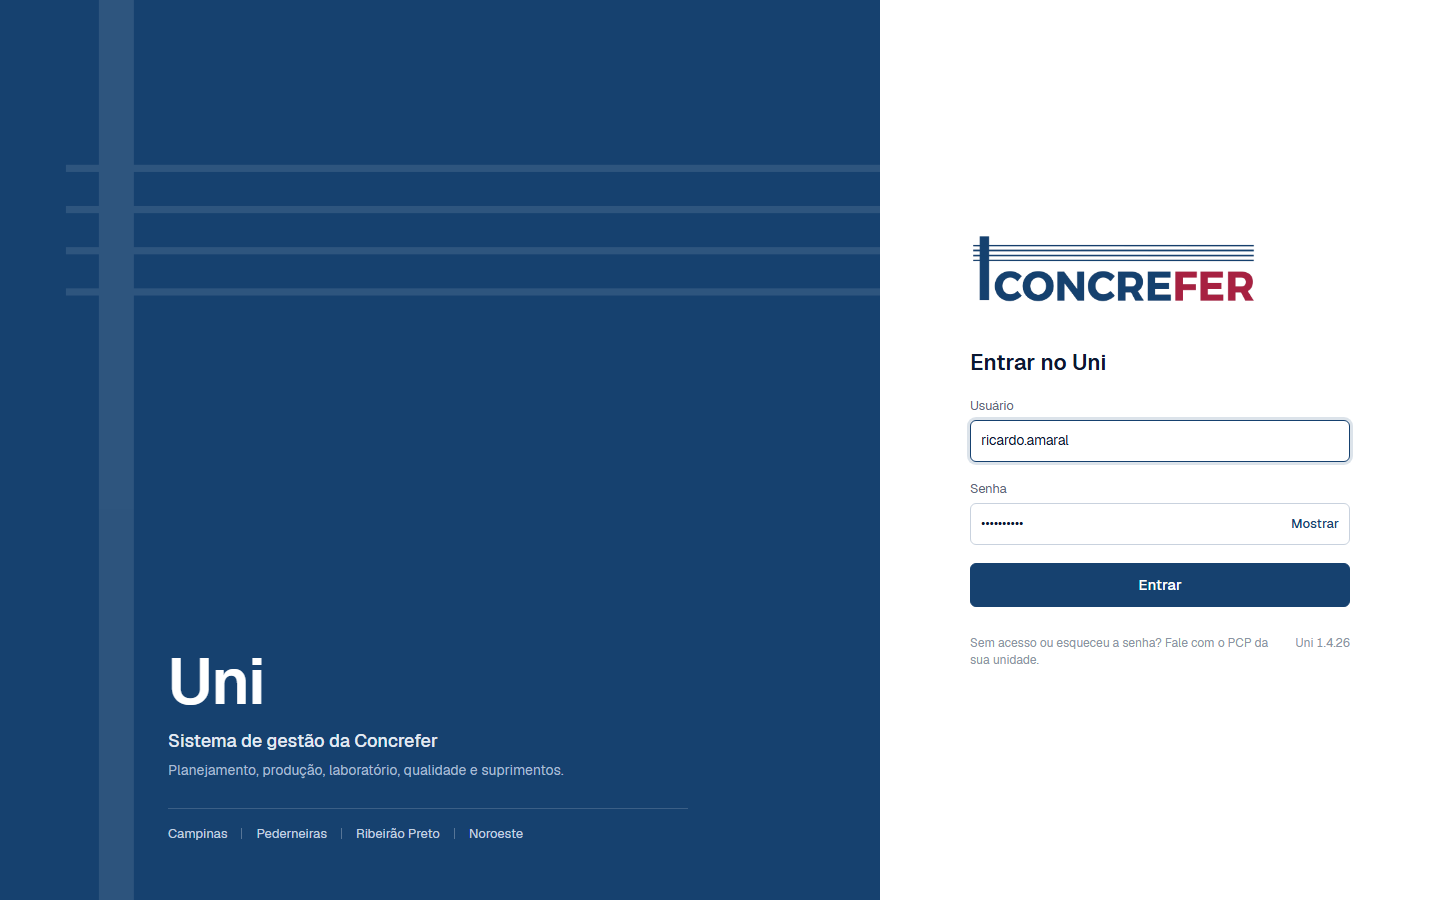 Uni
Sistema de gestão da Concrefer
Planejamento, produção, laboratório, qualidade e suprimentos.
Campinas
Pederneiras
Ribeirão Preto
Noroeste
CONCREFER
Entrar no Uni
Usuário
ricardo.amaral
Senha
••••••••••
Mostrar
Entrar
Sem acesso ou esqueceu a senha? Fale com o PCP da
sua unidade.
Uni 1.4.26